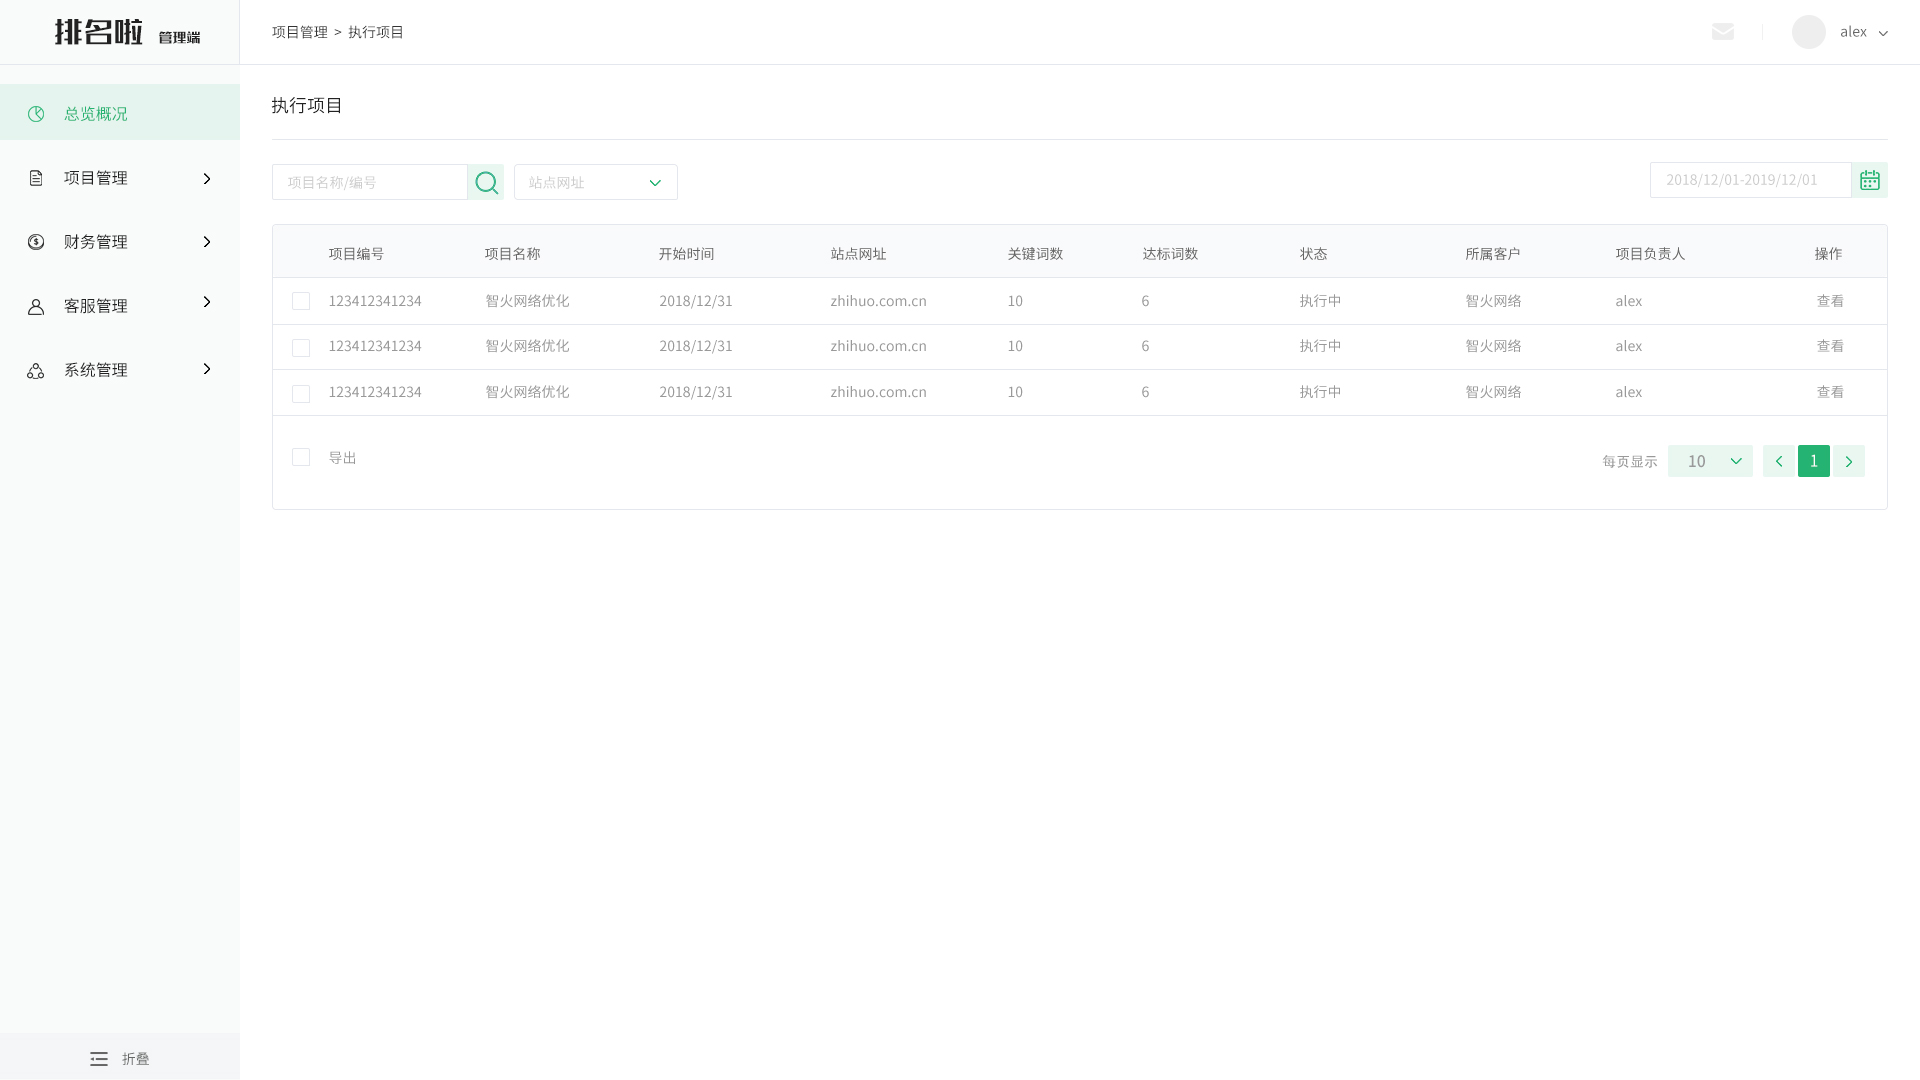 排名啦 管理端
项目管理 > 执行项目
alex
总览概况
项目管理
财务管理
客服管理
系统管理
折叠
执行项目
项目名称/编号
站点网址
2018/12/01-2019/12/01
项目编号 项目名称 开始时间 站点网址 关键词数 达标词数 状态 所属客户 项目负责人 操作
123412341234 智火网络优化 2018/12/31 zhihuo.com.cn 10 6 执行中 智火网络 alex 查看
123412341234 智火网络优化 2018/12/31 zhihuo.com.cn 10 6 执行中 智火网络 alex 查看
123412341234 智火网络优化 2018/12/31 zhihuo.com.cn 10 6 执行中 智火网络 alex 查看
导出
每页显示 10 1